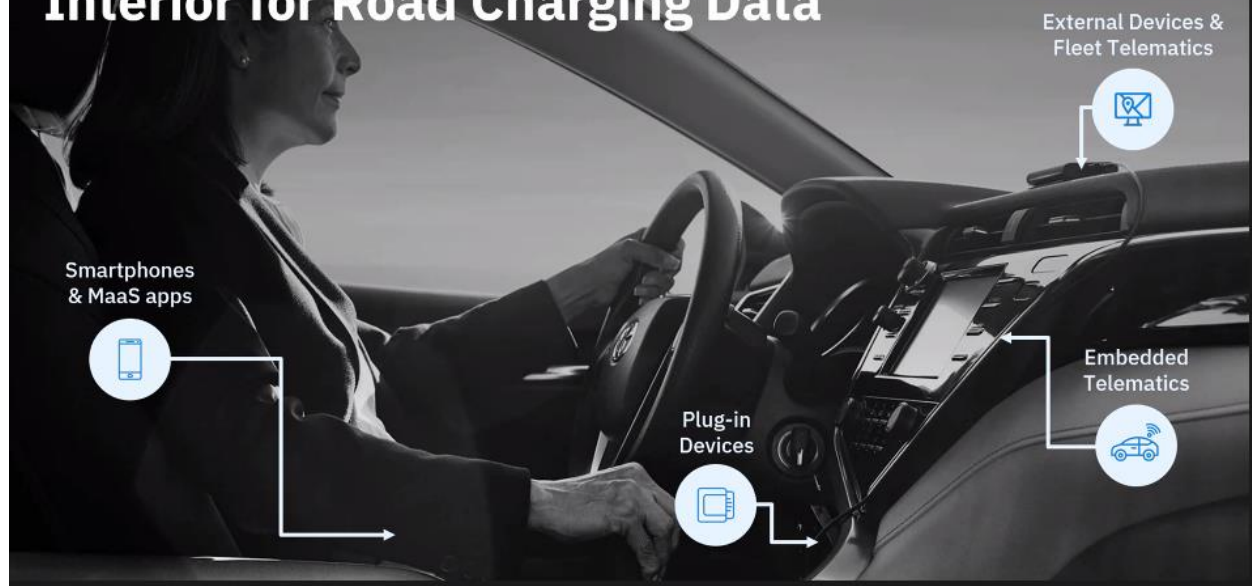 Interior for Road Charging Data
External Devices &
Fleet Telematics
Smartphones
& MaaS apps
Embedded
Telematics
Plug-in
Devices